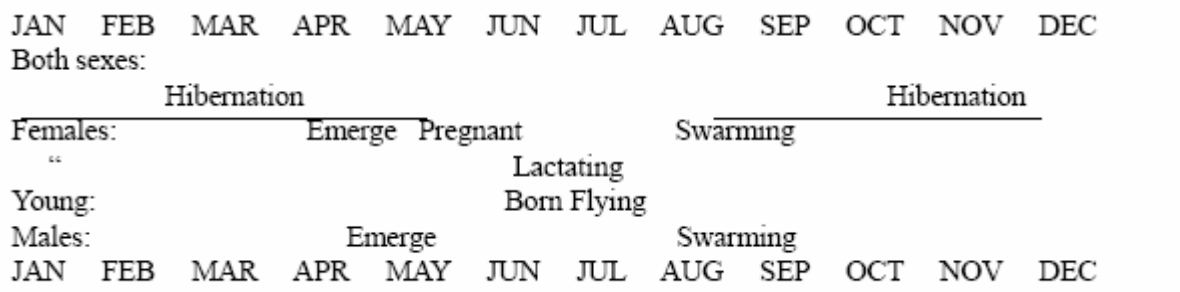 JAN FEB MAR APR MAY JUN JUL AUG SEP OCT NOV DEC
Both sexes:
Hibernation Hibernation
Females: Emerge Pregnant Swarming
“ Lactating
Young: Born Flying
Males: Emerge Swarming
JAN FEB MAR APR MAY JUN JUL AUG SEP OCT NOV DEC